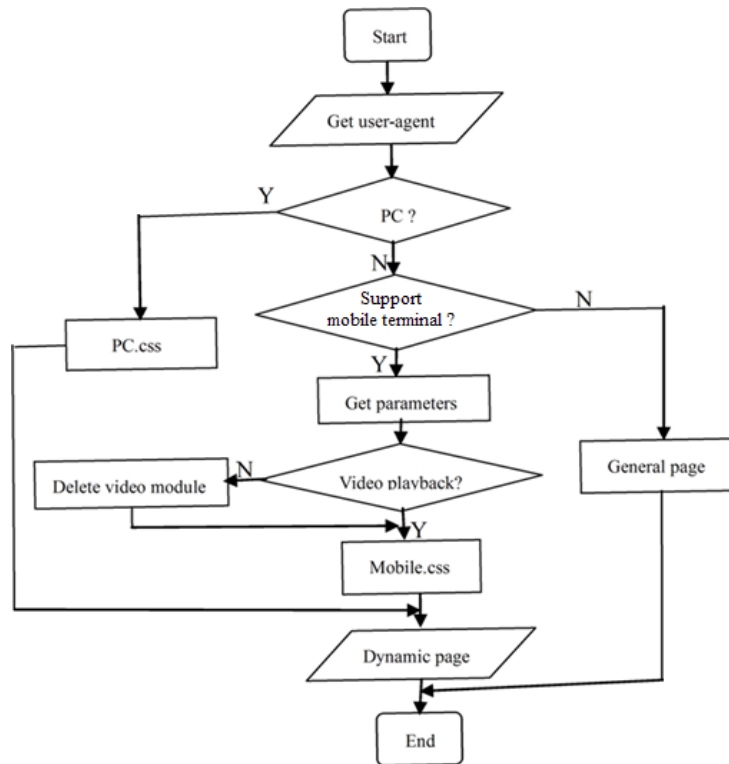 Start
Get user-agent
Y
PC ?
N
Support
mobile terminal ?
N
PC.css
Y
Get parameters
General page
N
Video playback?
Delete video module
Y
Mobile.css
Dynamic page
End